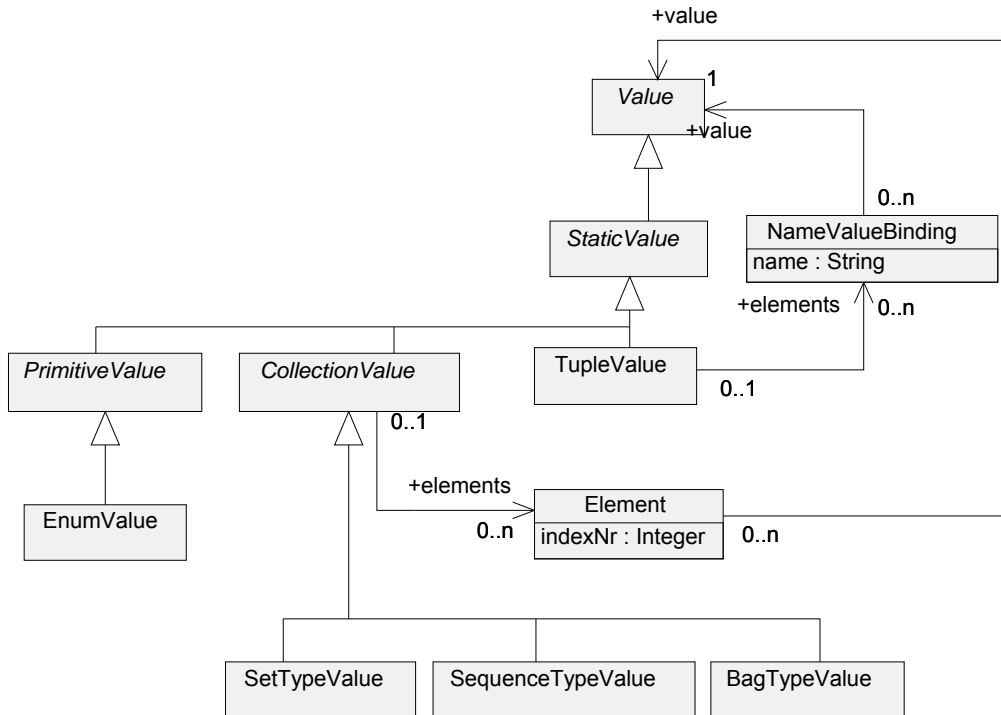 +value
Value
1
+value
0..n
NameValueBinding
name : String
StaticValue
+elements
0..n
PrimitiveValue
CollectionValue
TupleValue
0..1
0..1
+elements
EnumValue
Element
0..n
indexNr : Integer
0..n
SetTypeValue
SequenceTypeValue
BagTypeValue